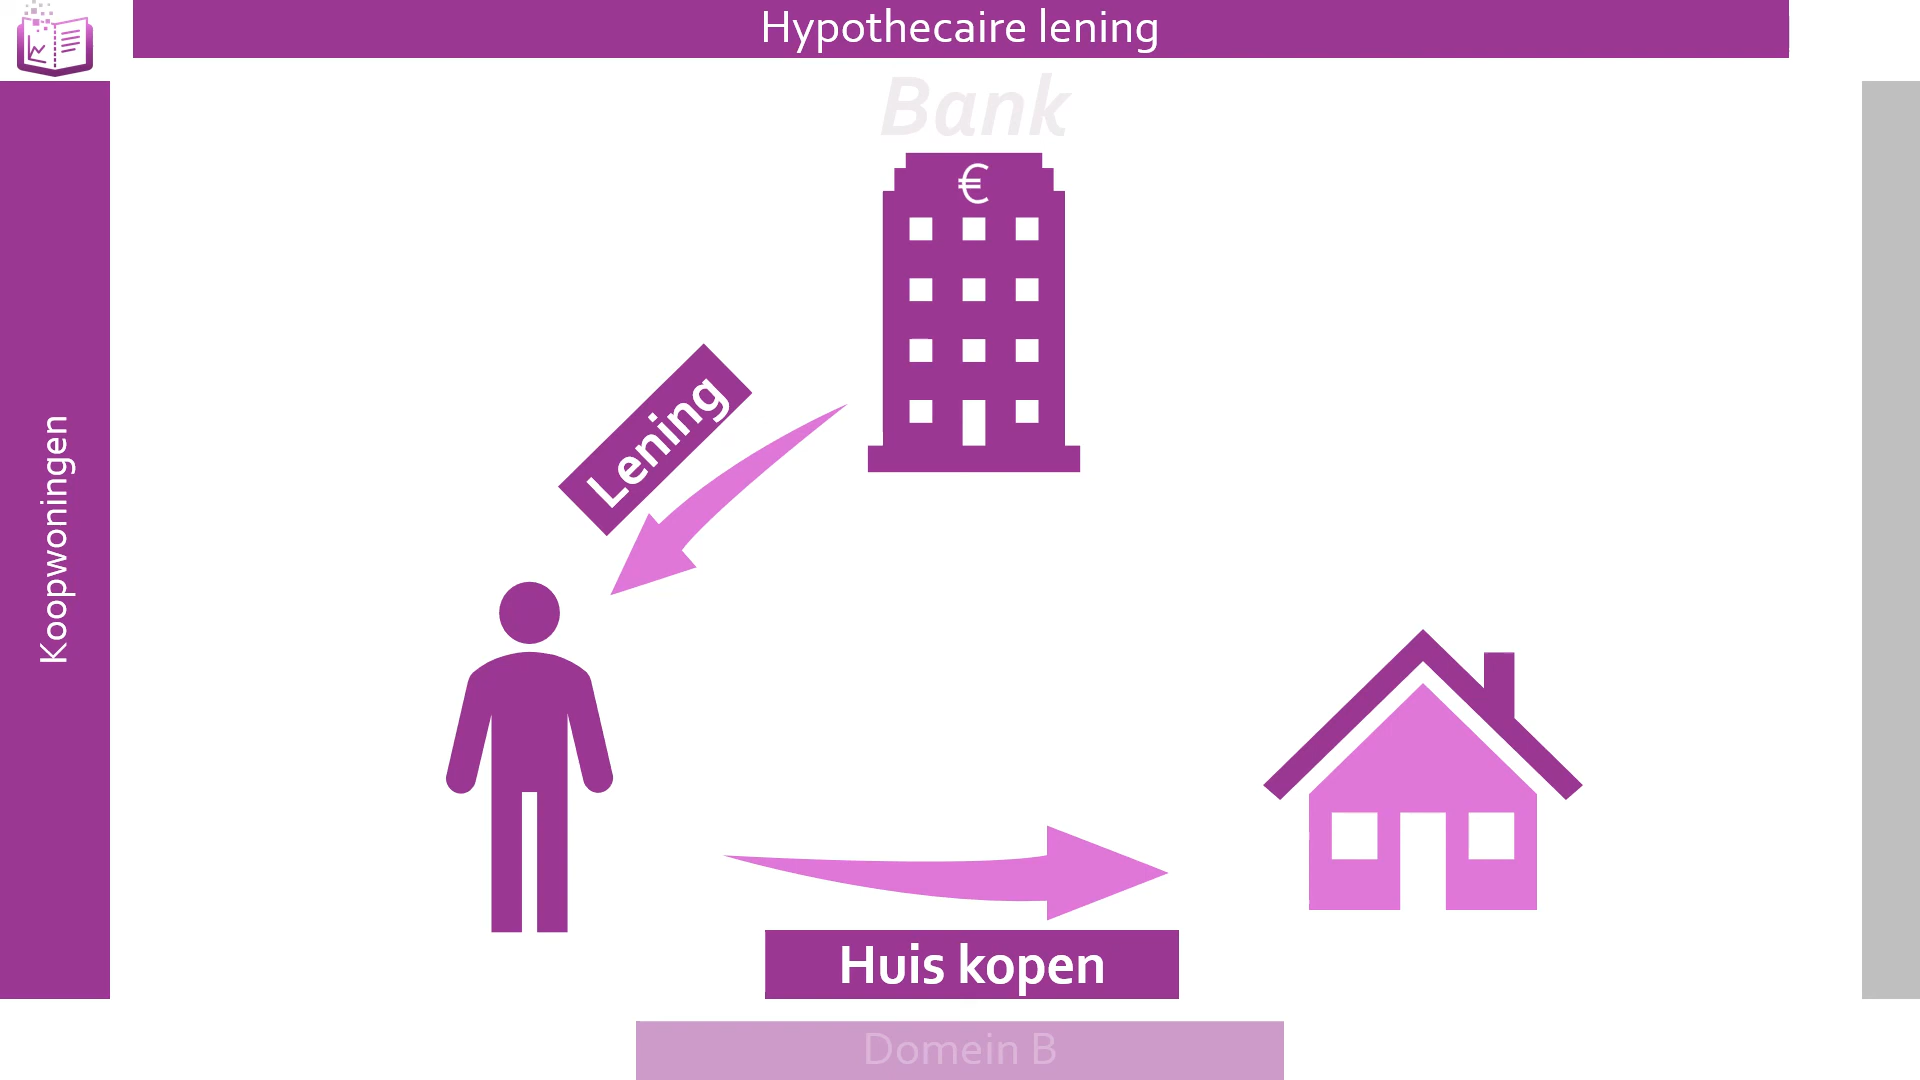 Hypothecaire lening
Bank
€
Lening
Koopwoningen
Huis kopen
Domein B